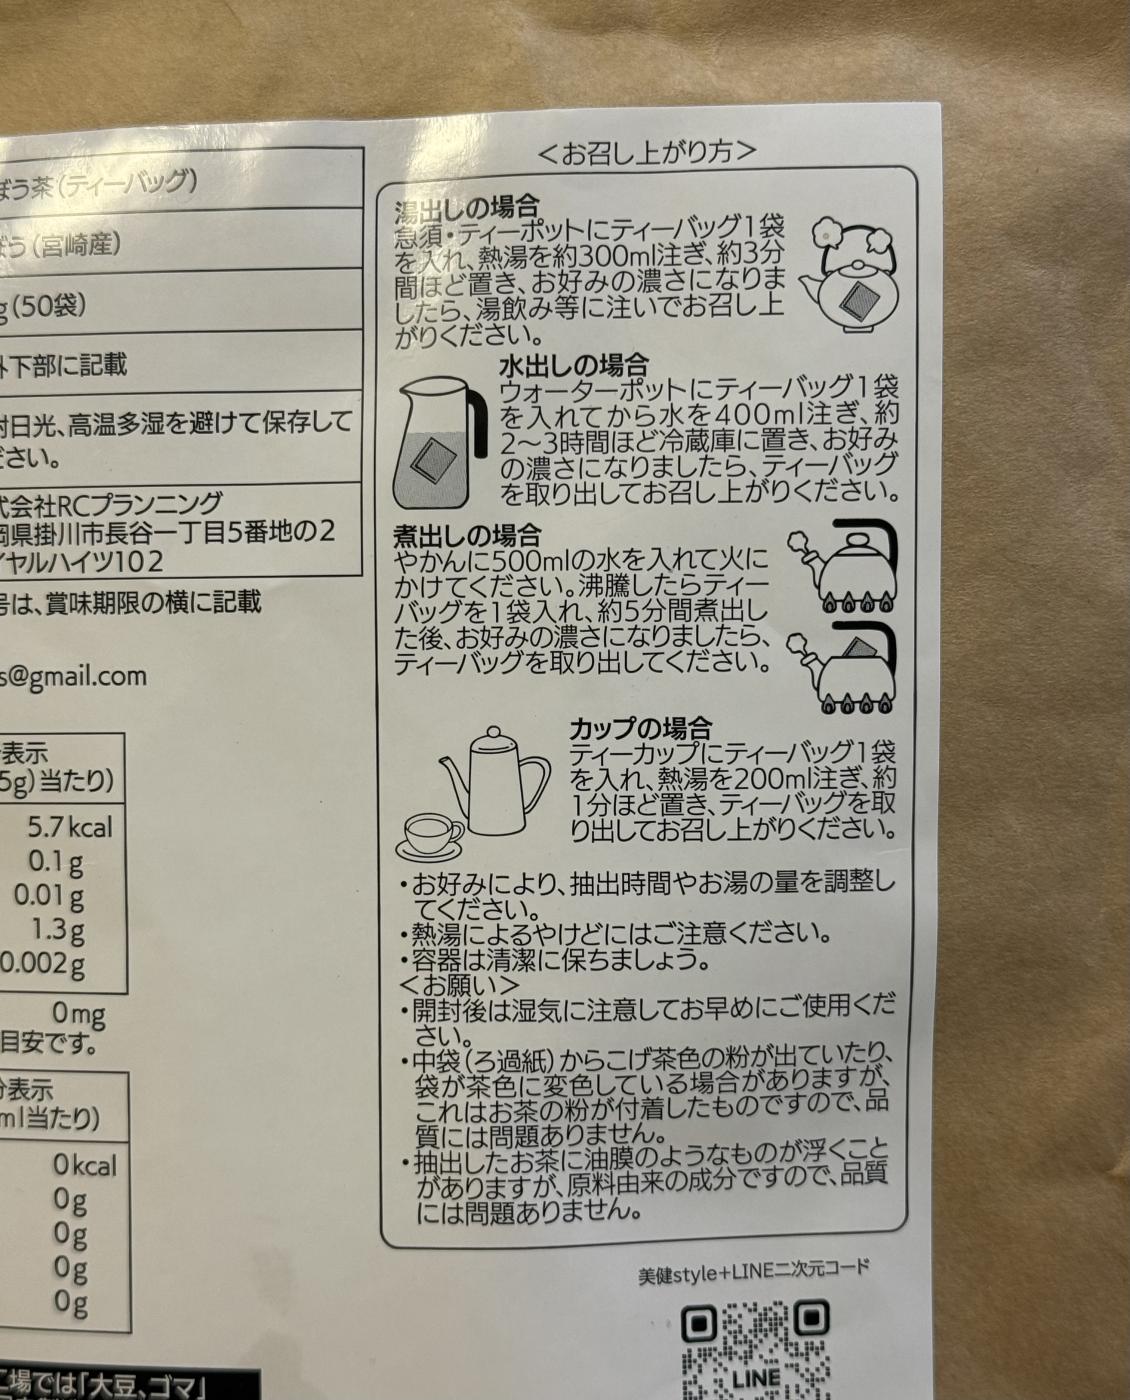 ぼう茶(ティーバッグ)
ぼう(宮崎産)
g(50袋)
外下部に記載
射日光、高温多湿を避けて保存して
ださい。
式会社RCプランニング
岡県掛川市長谷一丁目5番地の2
イヤルハイツ102
号は、賞味期限の横に記載
s@gmail.com
表示
5g)当たり)
5.7kcal
0.1g
0.01g
1.3g
0.002g
0mg
目安です。
分表示
ml当たり)
0kcal
0g
0g
0g
0g
工場では「大豆、ゴマ」
<お召し上がり方>
湯出しの場合
急須・ティーポットにティーバッグ1袋
を入れ、熱湯を約300ml注ぎ、約3分
間ほど置き、お好みの濃さになりま
したら、湯飲み等に注いでお召し上
がりください。
水出しの場合
ウォーターポットにティーバッグ1袋
を入れてから水を400ml注ぎ、約
2〜3時間ほど冷蔵庫に置き、お好み
の濃さになりましたら、ティーバッグ
を取り出してお召し上がりください。
煮出しの場合
やかんに500mlの水を入れて火に
かけてください。沸騰したらティー
バッグを1袋入れ、約5分間煮出し
た後、お好みの濃さになりましたら、
ティーバッグを取り出してください。
カップの場合
ティーカップにティーバッグ1袋
を入れ、熱湯を200ml注ぎ、約
1分ほど置き、ティーバッグを取
り出してお召し上がりください。
・お好みにより、抽出時間やお湯の量を調整し
てください。
・熱湯によるやけどにはご注意ください。
・容器は清潔に保ちましょう。
<お願い>
・開封後は湿気に注意してお早めにご使用くだ
さい。
・中袋(ろ過紙)からこげ茶色の粉が出ていたり、
袋が茶色に変色している場合がありますが、
これはお茶の粉が付着したものですので、品
質には問題ありません。
・抽出したお茶に油膜のようなものが浮くこと
がありますが、原料由来の成分ですので、品質
には問題ありません。
美健style+LINE二次元コード
LINE